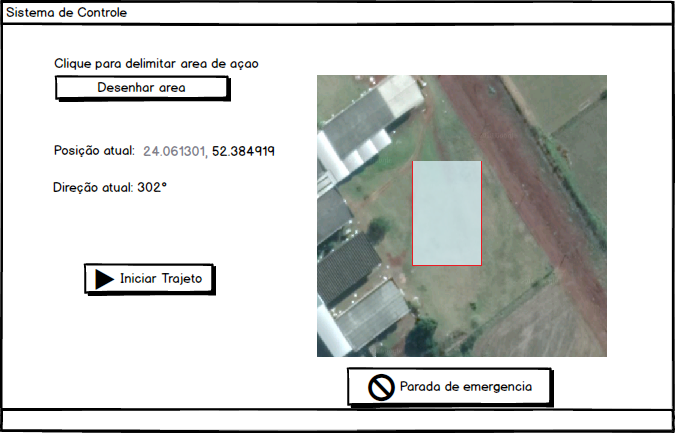 Sistema de Controle
Clique para delimitar area de açao
Desenhar area
Posição atual: 24.061301, 52.384919
Direção atual: 302°
Iniciar Trajeto
Parada de emergencia